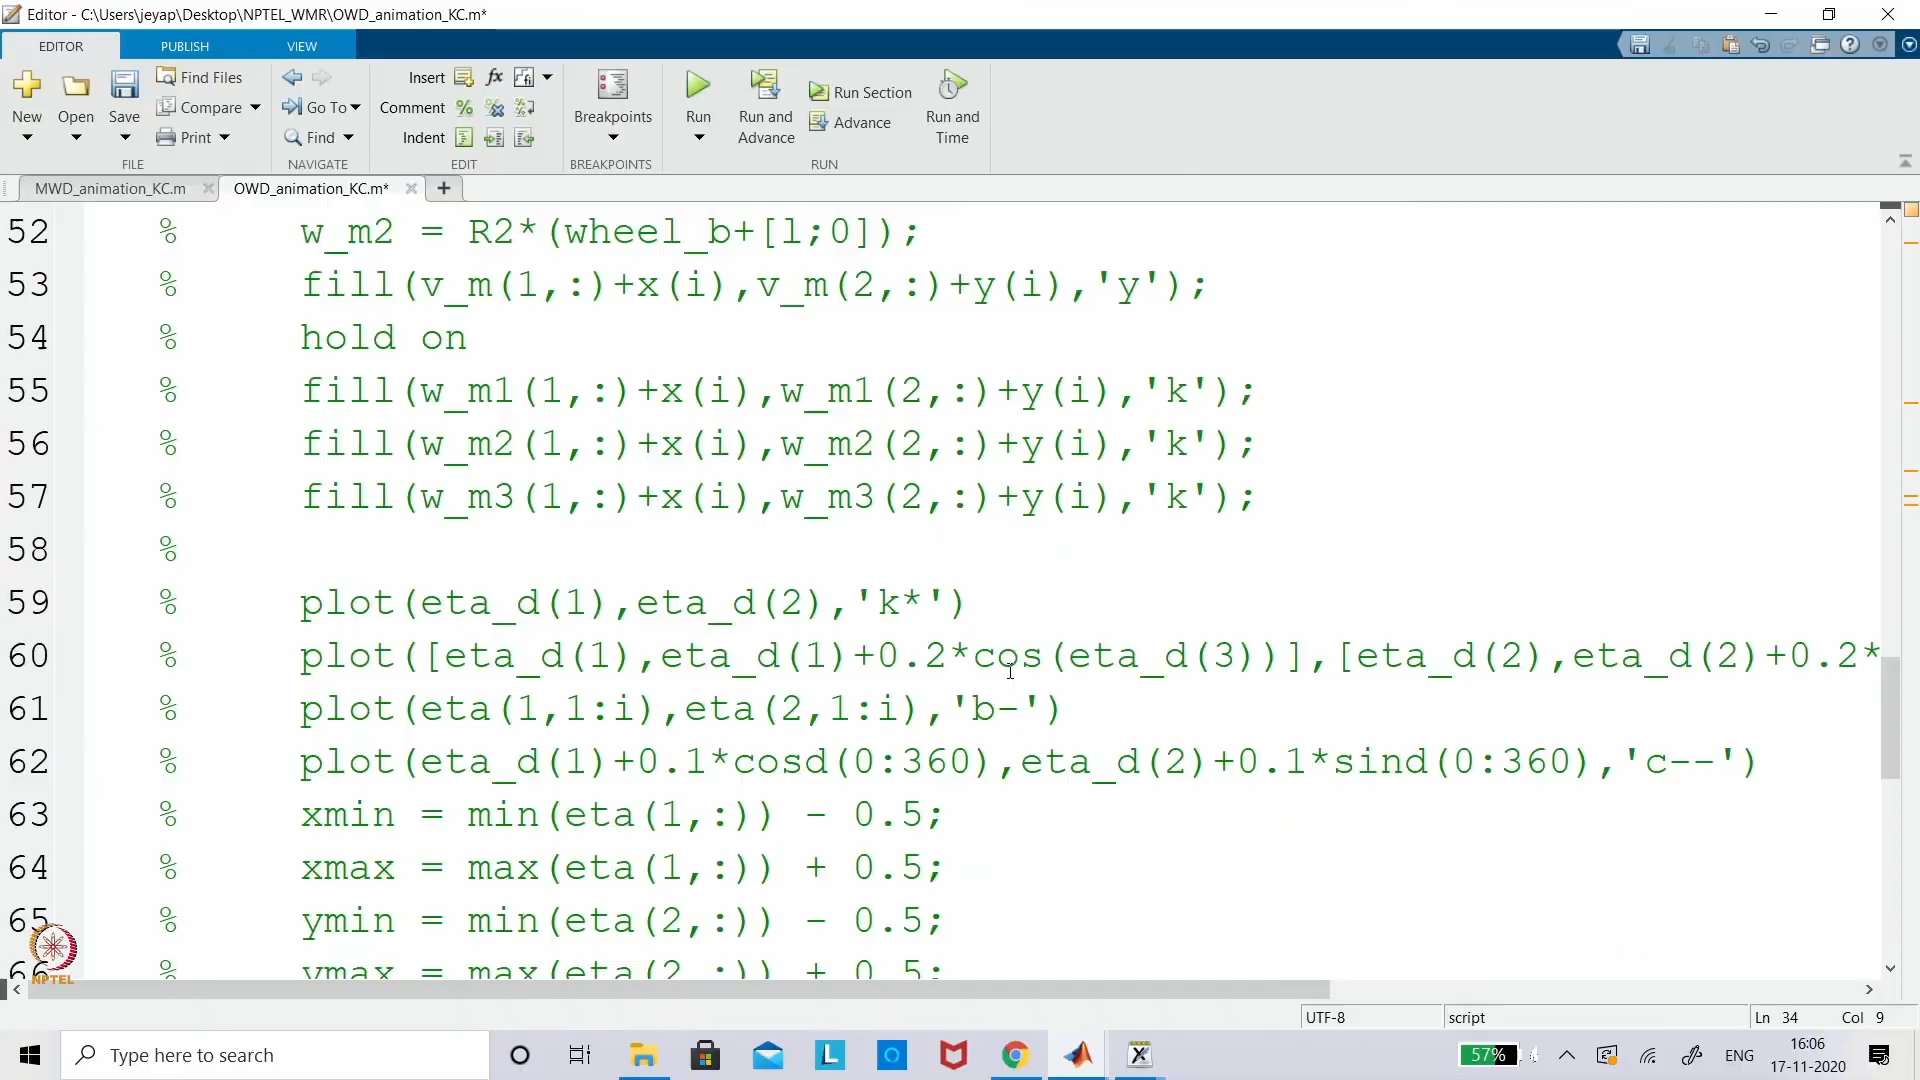 Editor - C:\Users\jeyap\Desktop\NPTEL_WMR\OWD_animation_KC.m*
EDITOR PUBLISH VIEW
New Open Save Find Files Compare Print
Go To Find
Insert fx
Comment
Indent
Breakpoints
Run
Run and Advance
Run Section
Advance
Run and Time
FILE NAVIGATE EDIT BREAKPOINTS RUN
MWD_animation_KC.m OWD_animation_KC.m*
52 % w_m2 = R2*(wheel_b+[l;0]);
53 % fill(v_m(1,:)+x(i),v_m(2,:)+y(i),'y');
54 % hold on
55 % fill(w_m1(1,:)+x(i),w_m1(2,:)+y(i),'k');
56 % fill(w_m2(1,:)+x(i),w_m2(2,:)+y(i),'k');
57 % fill(w_m3(1,:)+x(i),w_m3(2,:)+y(i),'k');
58 %
59 % plot(eta_d(1),eta_d(2),'k*')
60 % plot([eta_d(1),eta_d(1)+0.2*cos(eta_d(3))],[eta_d(2),eta_d(2)+0.2*
61 % plot(eta(1,1:i),eta(2,1:i),'b-')
62 % plot(eta_d(1)+0.1*cosd(0:360),eta_d(2)+0.1*sind(0:360),'c--')
63 % xmin = min(eta(1,:)) - 0.5;
64 % xmax = max(eta(1,:)) + 0.5;
65 % ymin = min(eta(2,:)) - 0.5;
66 % ymax = max(eta(2,:)) + 0.5;
NPTEL
UTF-8 script Ln 34 Col 9
Type here to search
57% ENG 16:06
17-11-2020